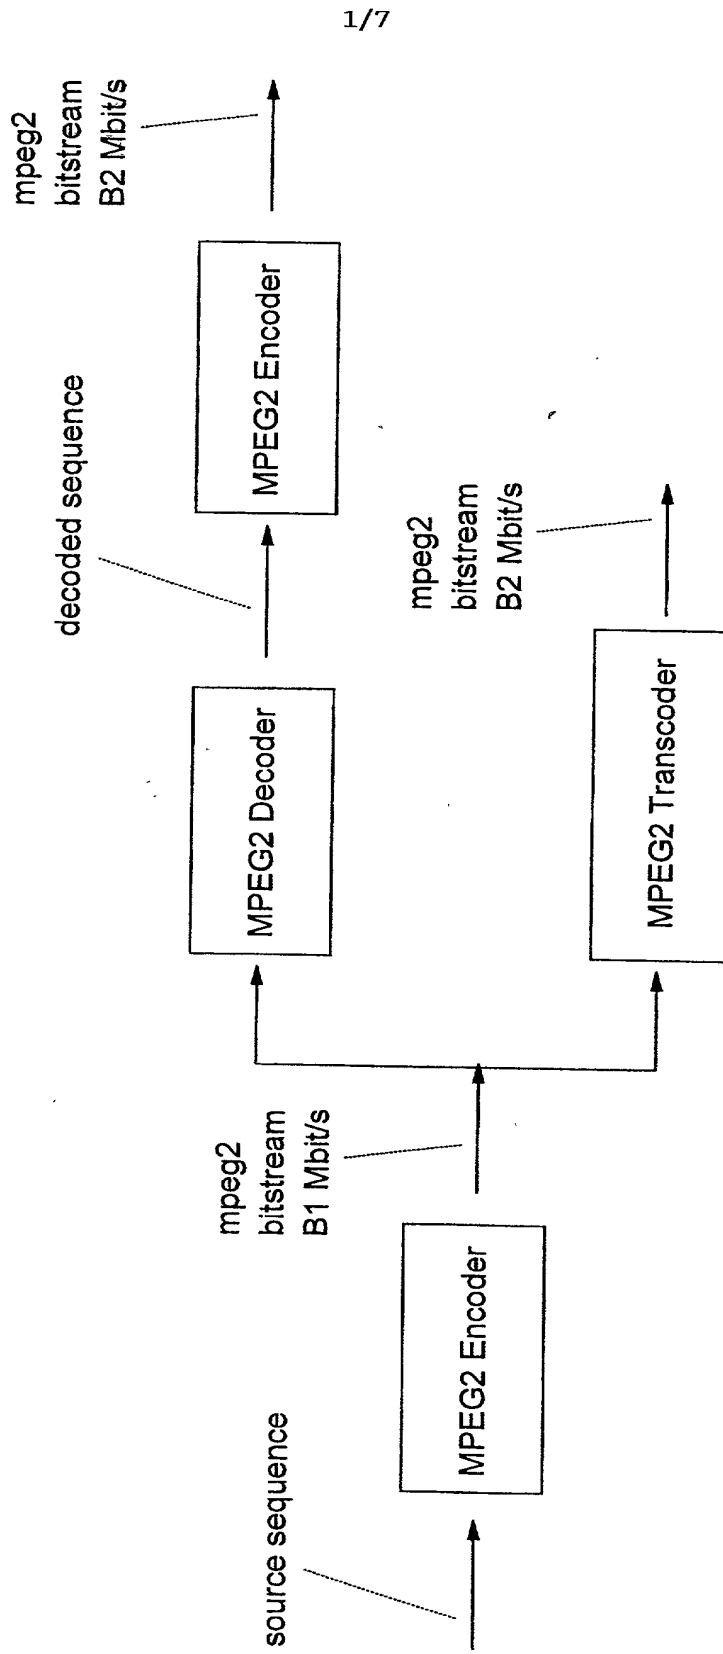 1/7
source sequence
MPEG2 Encoder
mpeg2
bitstream
B1 Mbit/s
MPEG2 Decoder
decoded sequence
MPEG2 Encoder
mpeg2
bitstream
B2 Mbit/s
MPEG2 Transcoder
mpeg2
bitstream
B2 Mbit/s